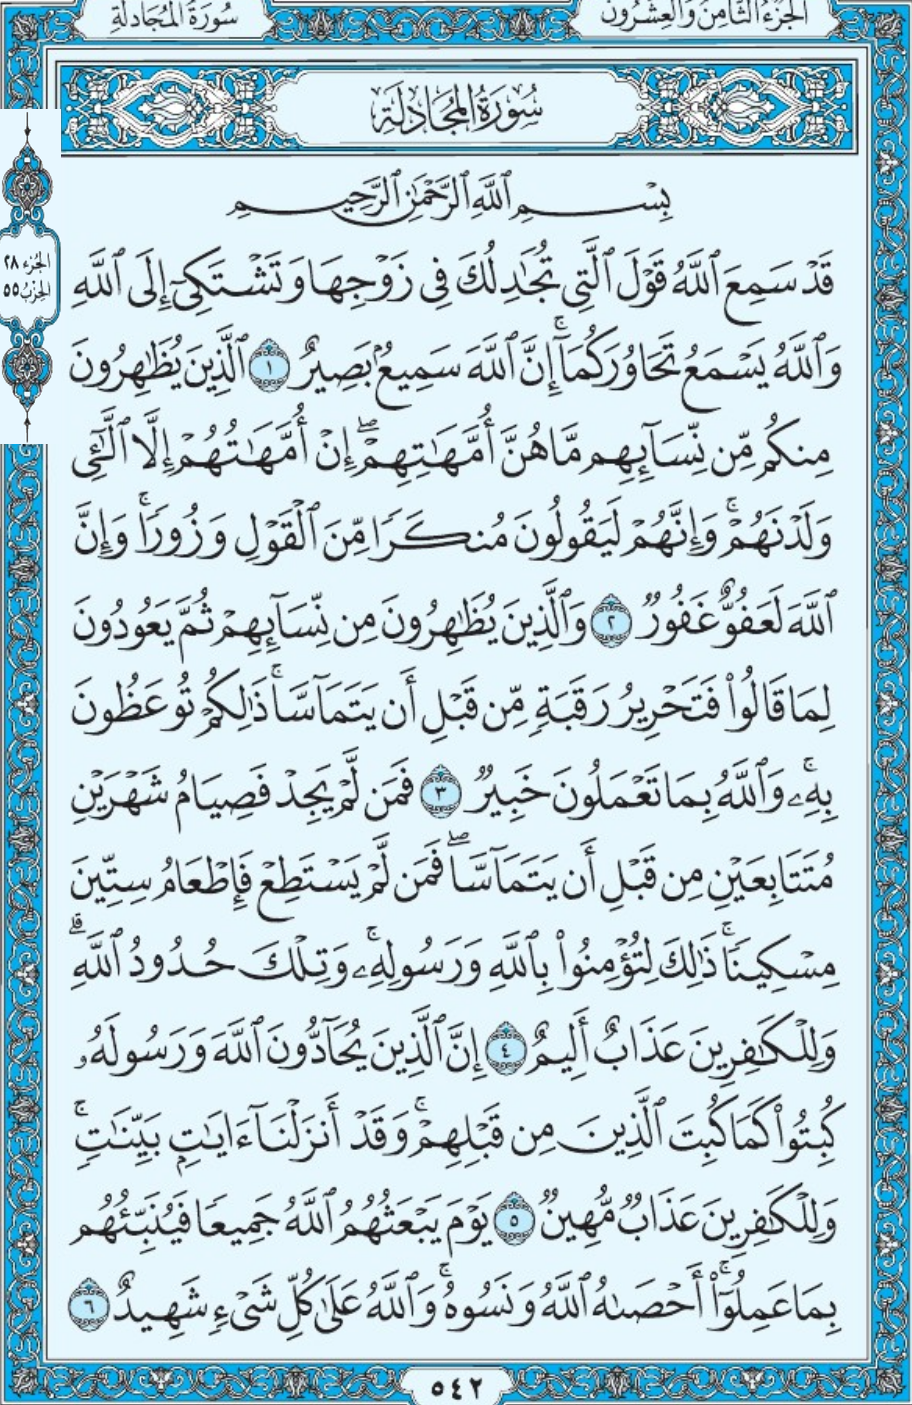 الجزء الثامن والعشرون
سورة المجادلة
سُورَةُ المُجَادلَةِ
الجزء ٢٨
الحزب ٥٥
بِسْمِ ٱللَّهِ ٱلرَّحْمَٰنِ ٱلرَّحِيمِ
قَدْ سَمِعَ ٱللَّهُ قَوْلَ ٱلَّتِي تُجَٰدِلُكَ فِي زَوْجِهَا وَتَشْتَكِيٓ إِلَى ٱللَّهِ
وَٱللَّهُ يَسْمَعُ تَحَاوُرَكُمَآۚ إِنَّ ٱللَّهَ سَمِيعُۢ بَصِيرٌ ١ ٱلَّذِينَ يُظَٰهِرُونَ
مِنكُم مِّن نِّسَآئِهِم مَّا هُنَّ أُمَّهَٰتِهِمْۖ إِنْ أُمَّهَٰتُهُمْ إِلَّا ٱلَّٰٓـِٔي
وَلَدْنَهُمْۚ وَإِنَّهُمْ لَيَقُولُونَ مُنكَرًا مِّنَ ٱلْقَوْلِ وَزُورًاۚ وَإِنَّ
ٱللَّهَ لَعَفُوٌّ غَفُورٌ ٢ وَٱلَّذِينَ يُظَٰهِرُونَ مِن نِّسَآئِهِمْ ثُمَّ يَعُودُونَ
لِمَا قَالُوا۟ فَتَحْرِيرُ رَقَبَةٍ مِّن قَبْلِ أَن يَتَمَآسَّاۚ ذَٰلِكُمْ تُوعَظُونَ
بِهِۦۚ وَٱللَّهُ بِمَا تَعْمَلُونَ خَبِيرٌ ٣ فَمَن لَّمْ يَجِدْ فَصِيَامُ شَهْرَيْنِ
مُتَتَابِعَيْنِ مِن قَبْلِ أَن يَتَمَآسَّاۖ فَمَن لَّمْ يَسْتَطِعْ فَإِطْعَامُ سِتِّينَ
مِسْكِينًاۚ ذَٰلِكَ لِتُؤْمِنُوا۟ بِٱللَّهِ وَرَسُولِهِۦۚ وَتِلْكَ حُدُودُ ٱللَّهِۗ
وَلِلْكَٰفِرِينَ عَذَابٌ أَلِيمٌ ٤ إِنَّ ٱلَّذِينَ يُحَآدُّونَ ٱللَّهَ وَرَسُولَهُۥ
كُبِتُوا۟ كَمَا كُبِتَ ٱلَّذِينَ مِن قَبْلِهِمْۚ وَقَدْ أَنزَلْنَآ ءَايَٰتٍۭ بَيِّنَٰتٍۚ
وَلِلْكَٰفِرِينَ عَذَابٌ مُّهِينٌ ٥ يَوْمَ يَبْعَثُهُمُ ٱللَّهُ جَمِيعًا فَيُنَبِّئُهُم
بِمَا عَمِلُوٓا۟ۚ أَحْصَىٰهُ ٱللَّهُ وَنَسُوهُۚ وَٱللَّهُ عَلَىٰ كُلِّ شَيْءٍ شَهِيدٌ ٦
٥٤٢